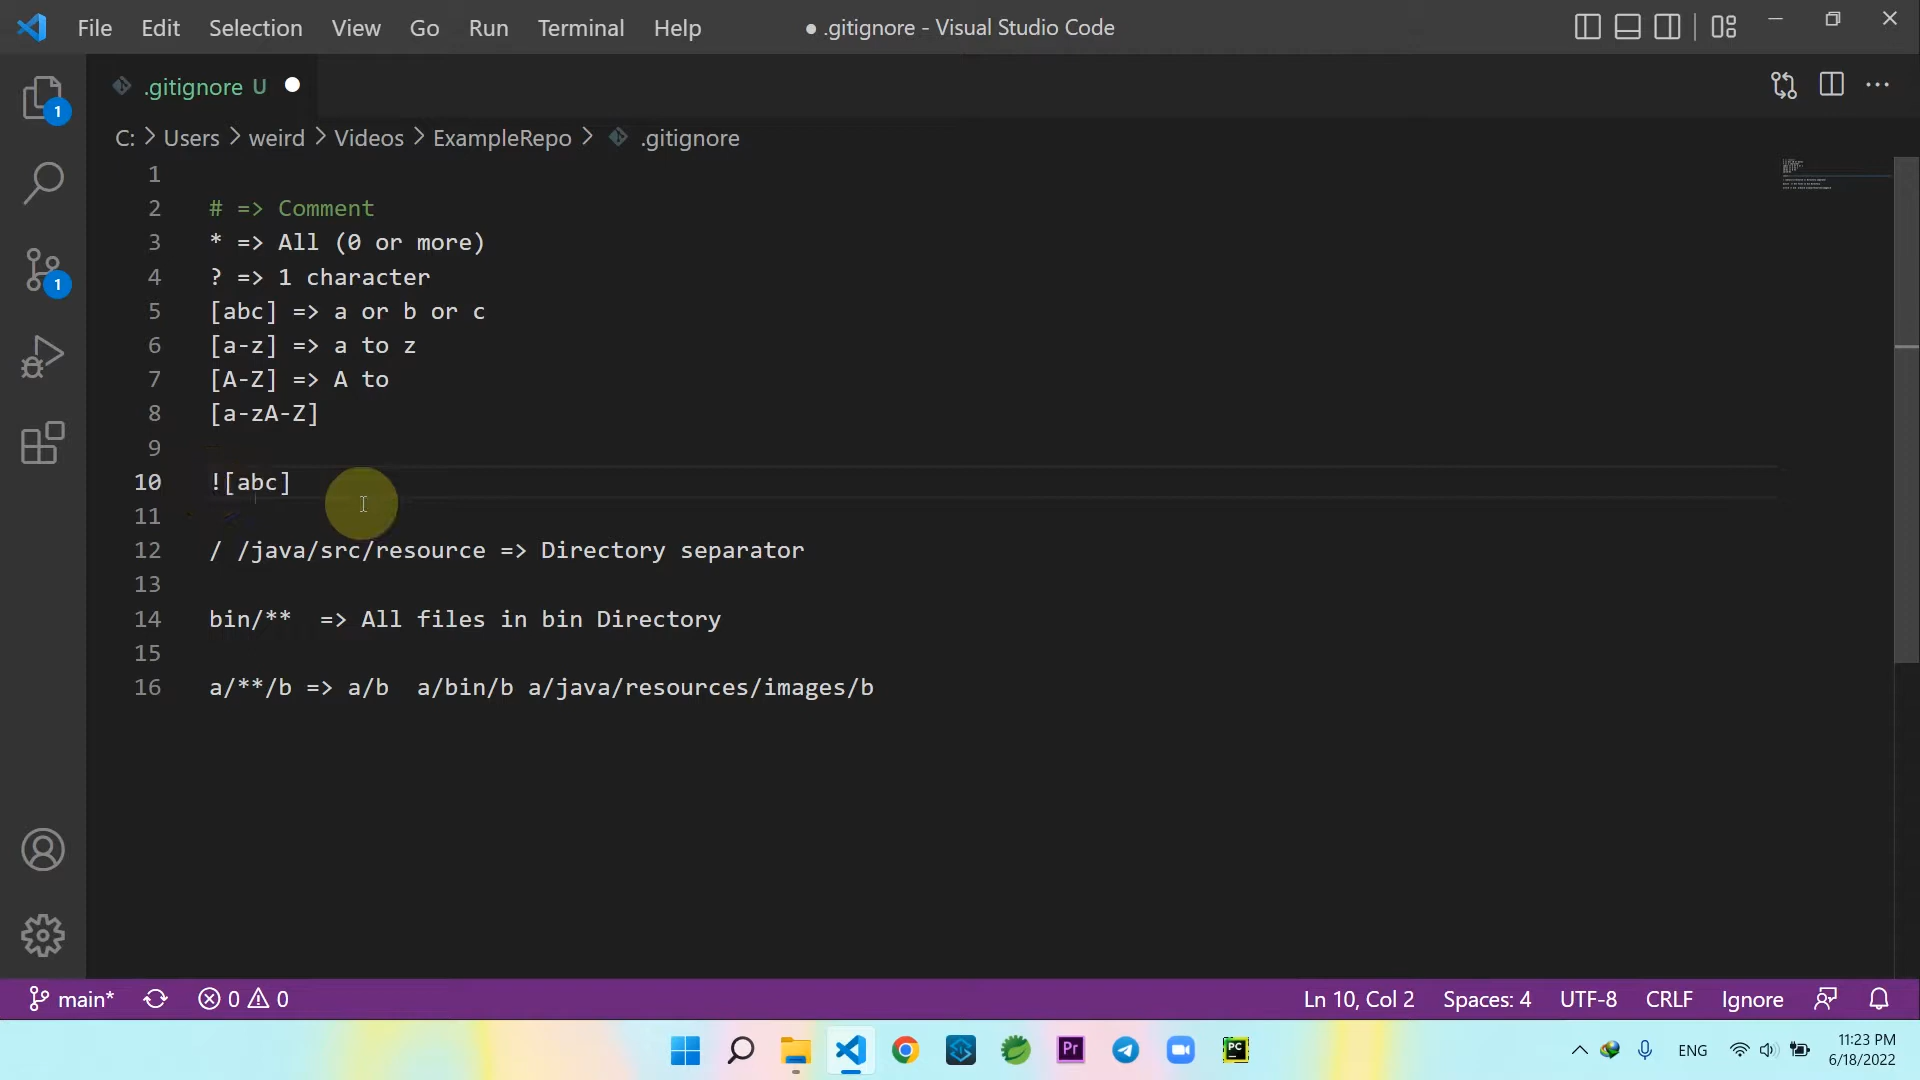 File Edit Selection View Go Run Terminal Help
● .gitignore - Visual Studio Code
.gitignore U
C: > Users > weird > Videos > ExampleRepo > .gitignore
1
1
1
2 # => Comment
3 * => All (0 or more)
4 ? => 1 character
5 [abc] => a or b or c
6 [a-z] => a to z
7 [A-Z] => A to
8 [a-zA-Z]
9
10 ![abc]
11
12 / /java/src/resource => Directory separator
13
14 bin/**  => All files in bin Directory
15
16 a/**/b => a/b  a/bin/b a/java/resources/images/b
main* 0 0 Ln 10, Col 2 Spaces: 4 UTF-8 CRLF Ignore
Pr PC ENG 11:23 PM
6/18/2022